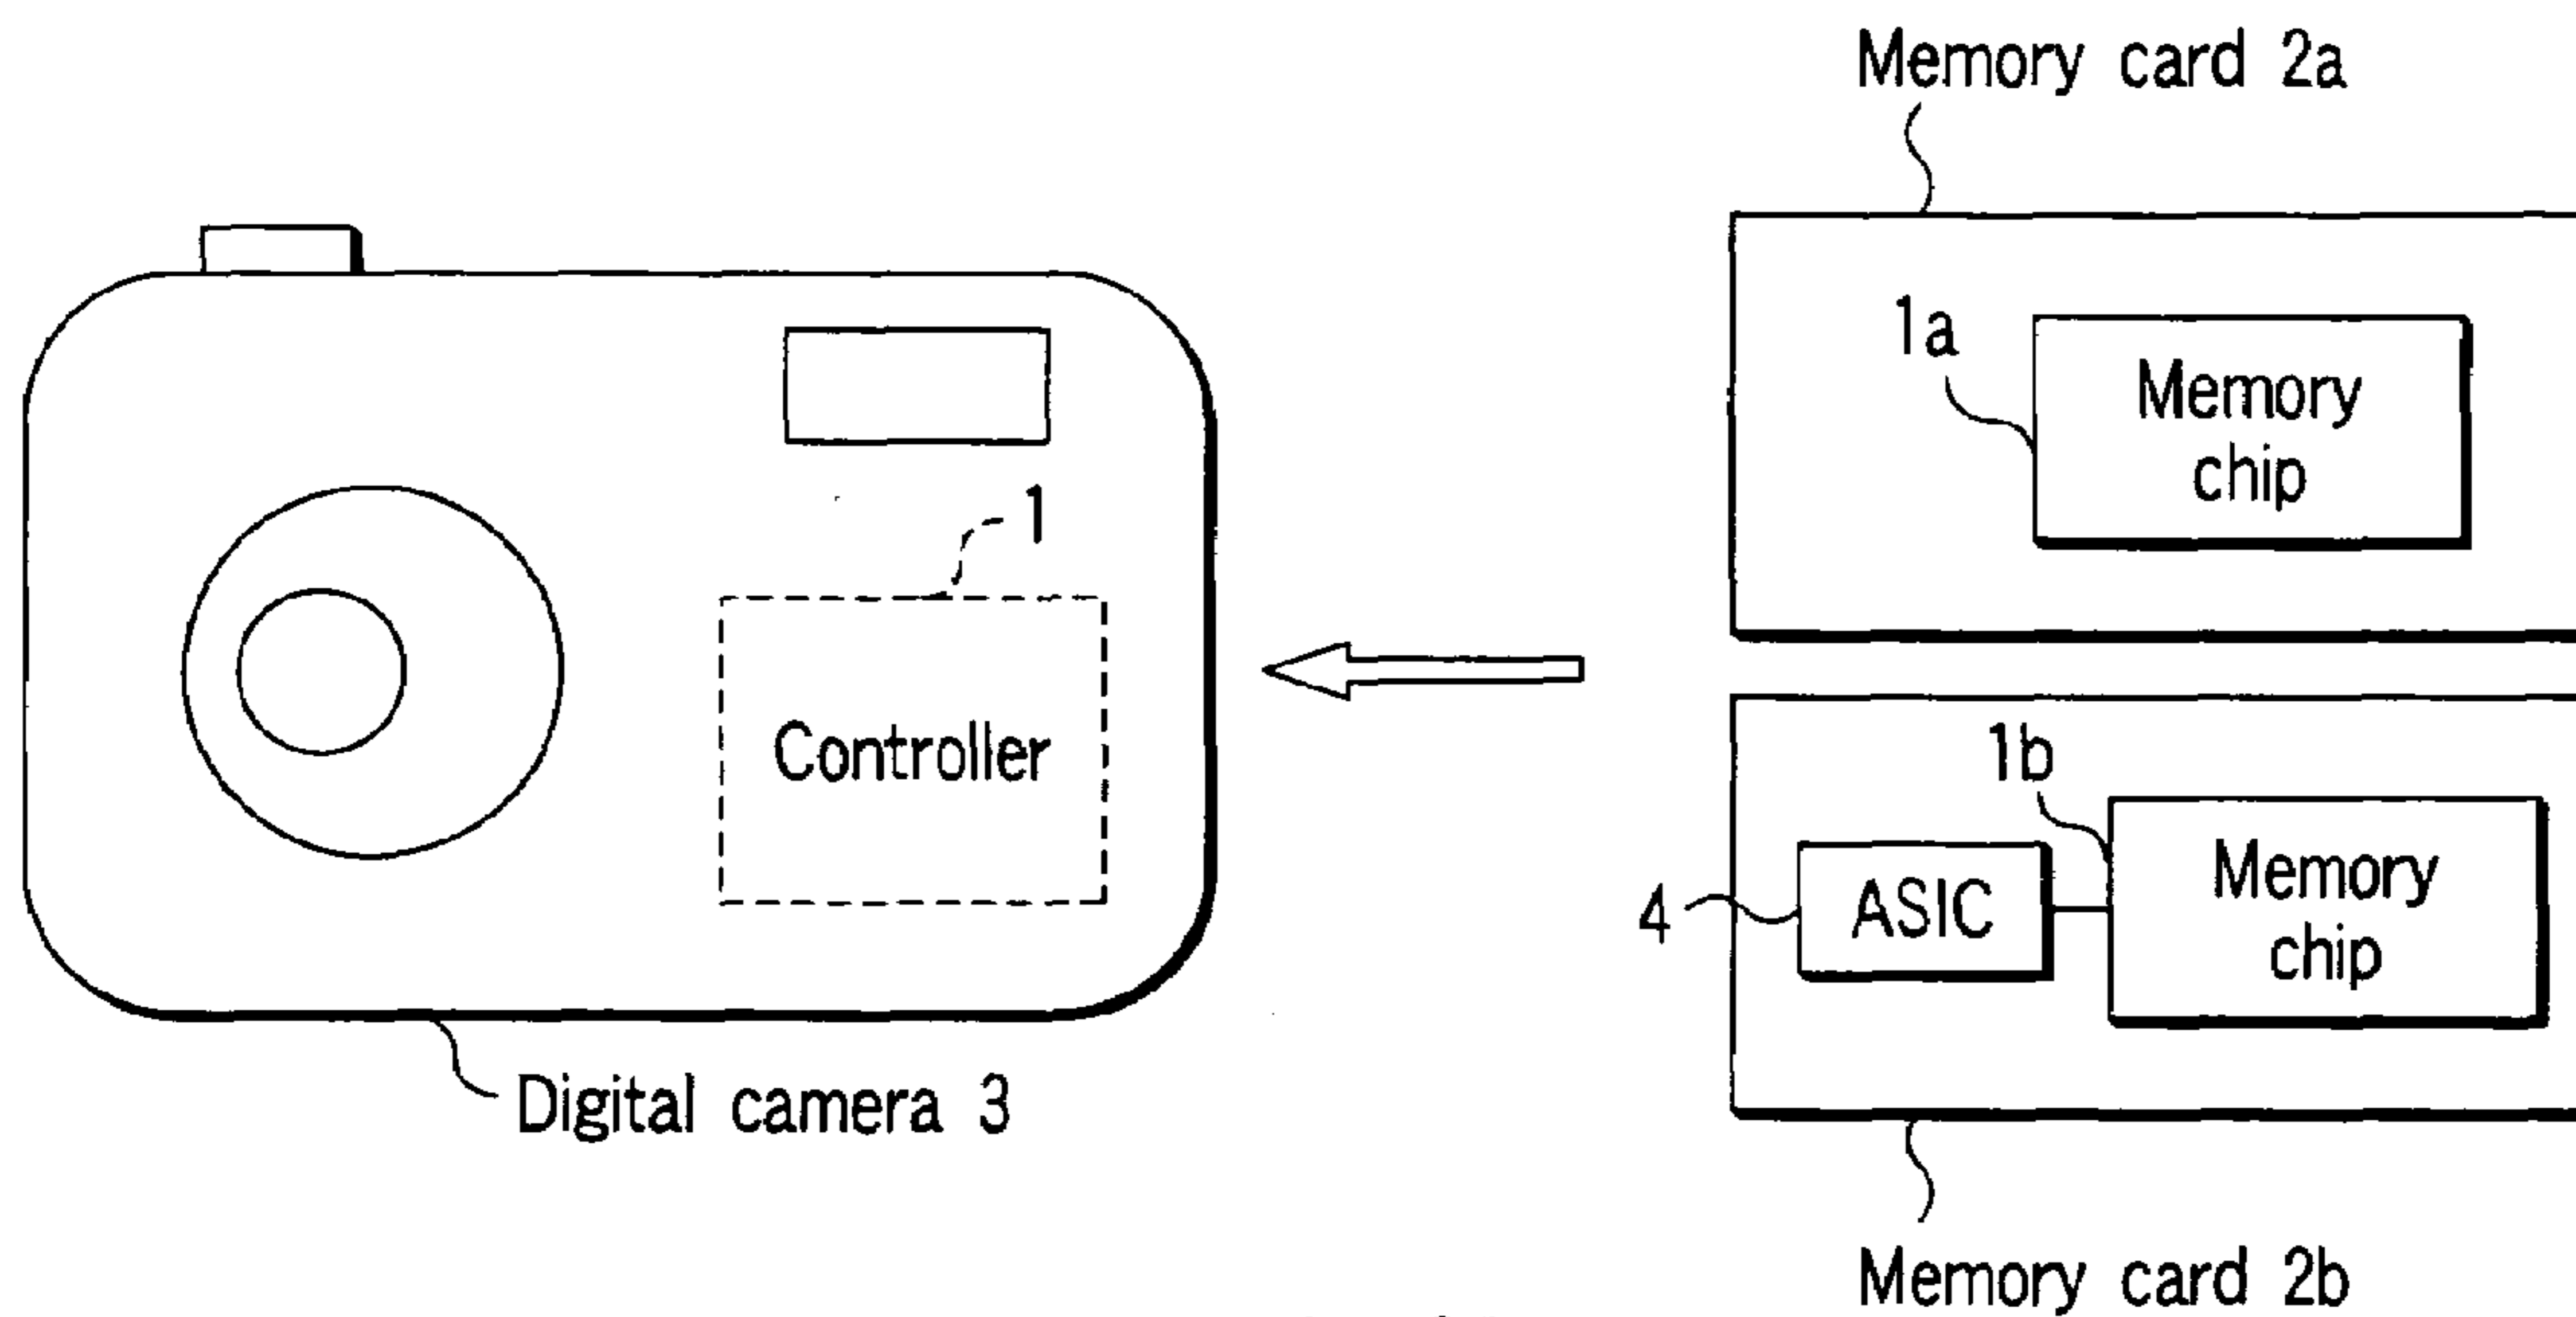 Memory card 2a
1a
Memory
chip
1
Controller
1b
4
ASIC
Memory
chip
Digital camera 3
Memory card 2b